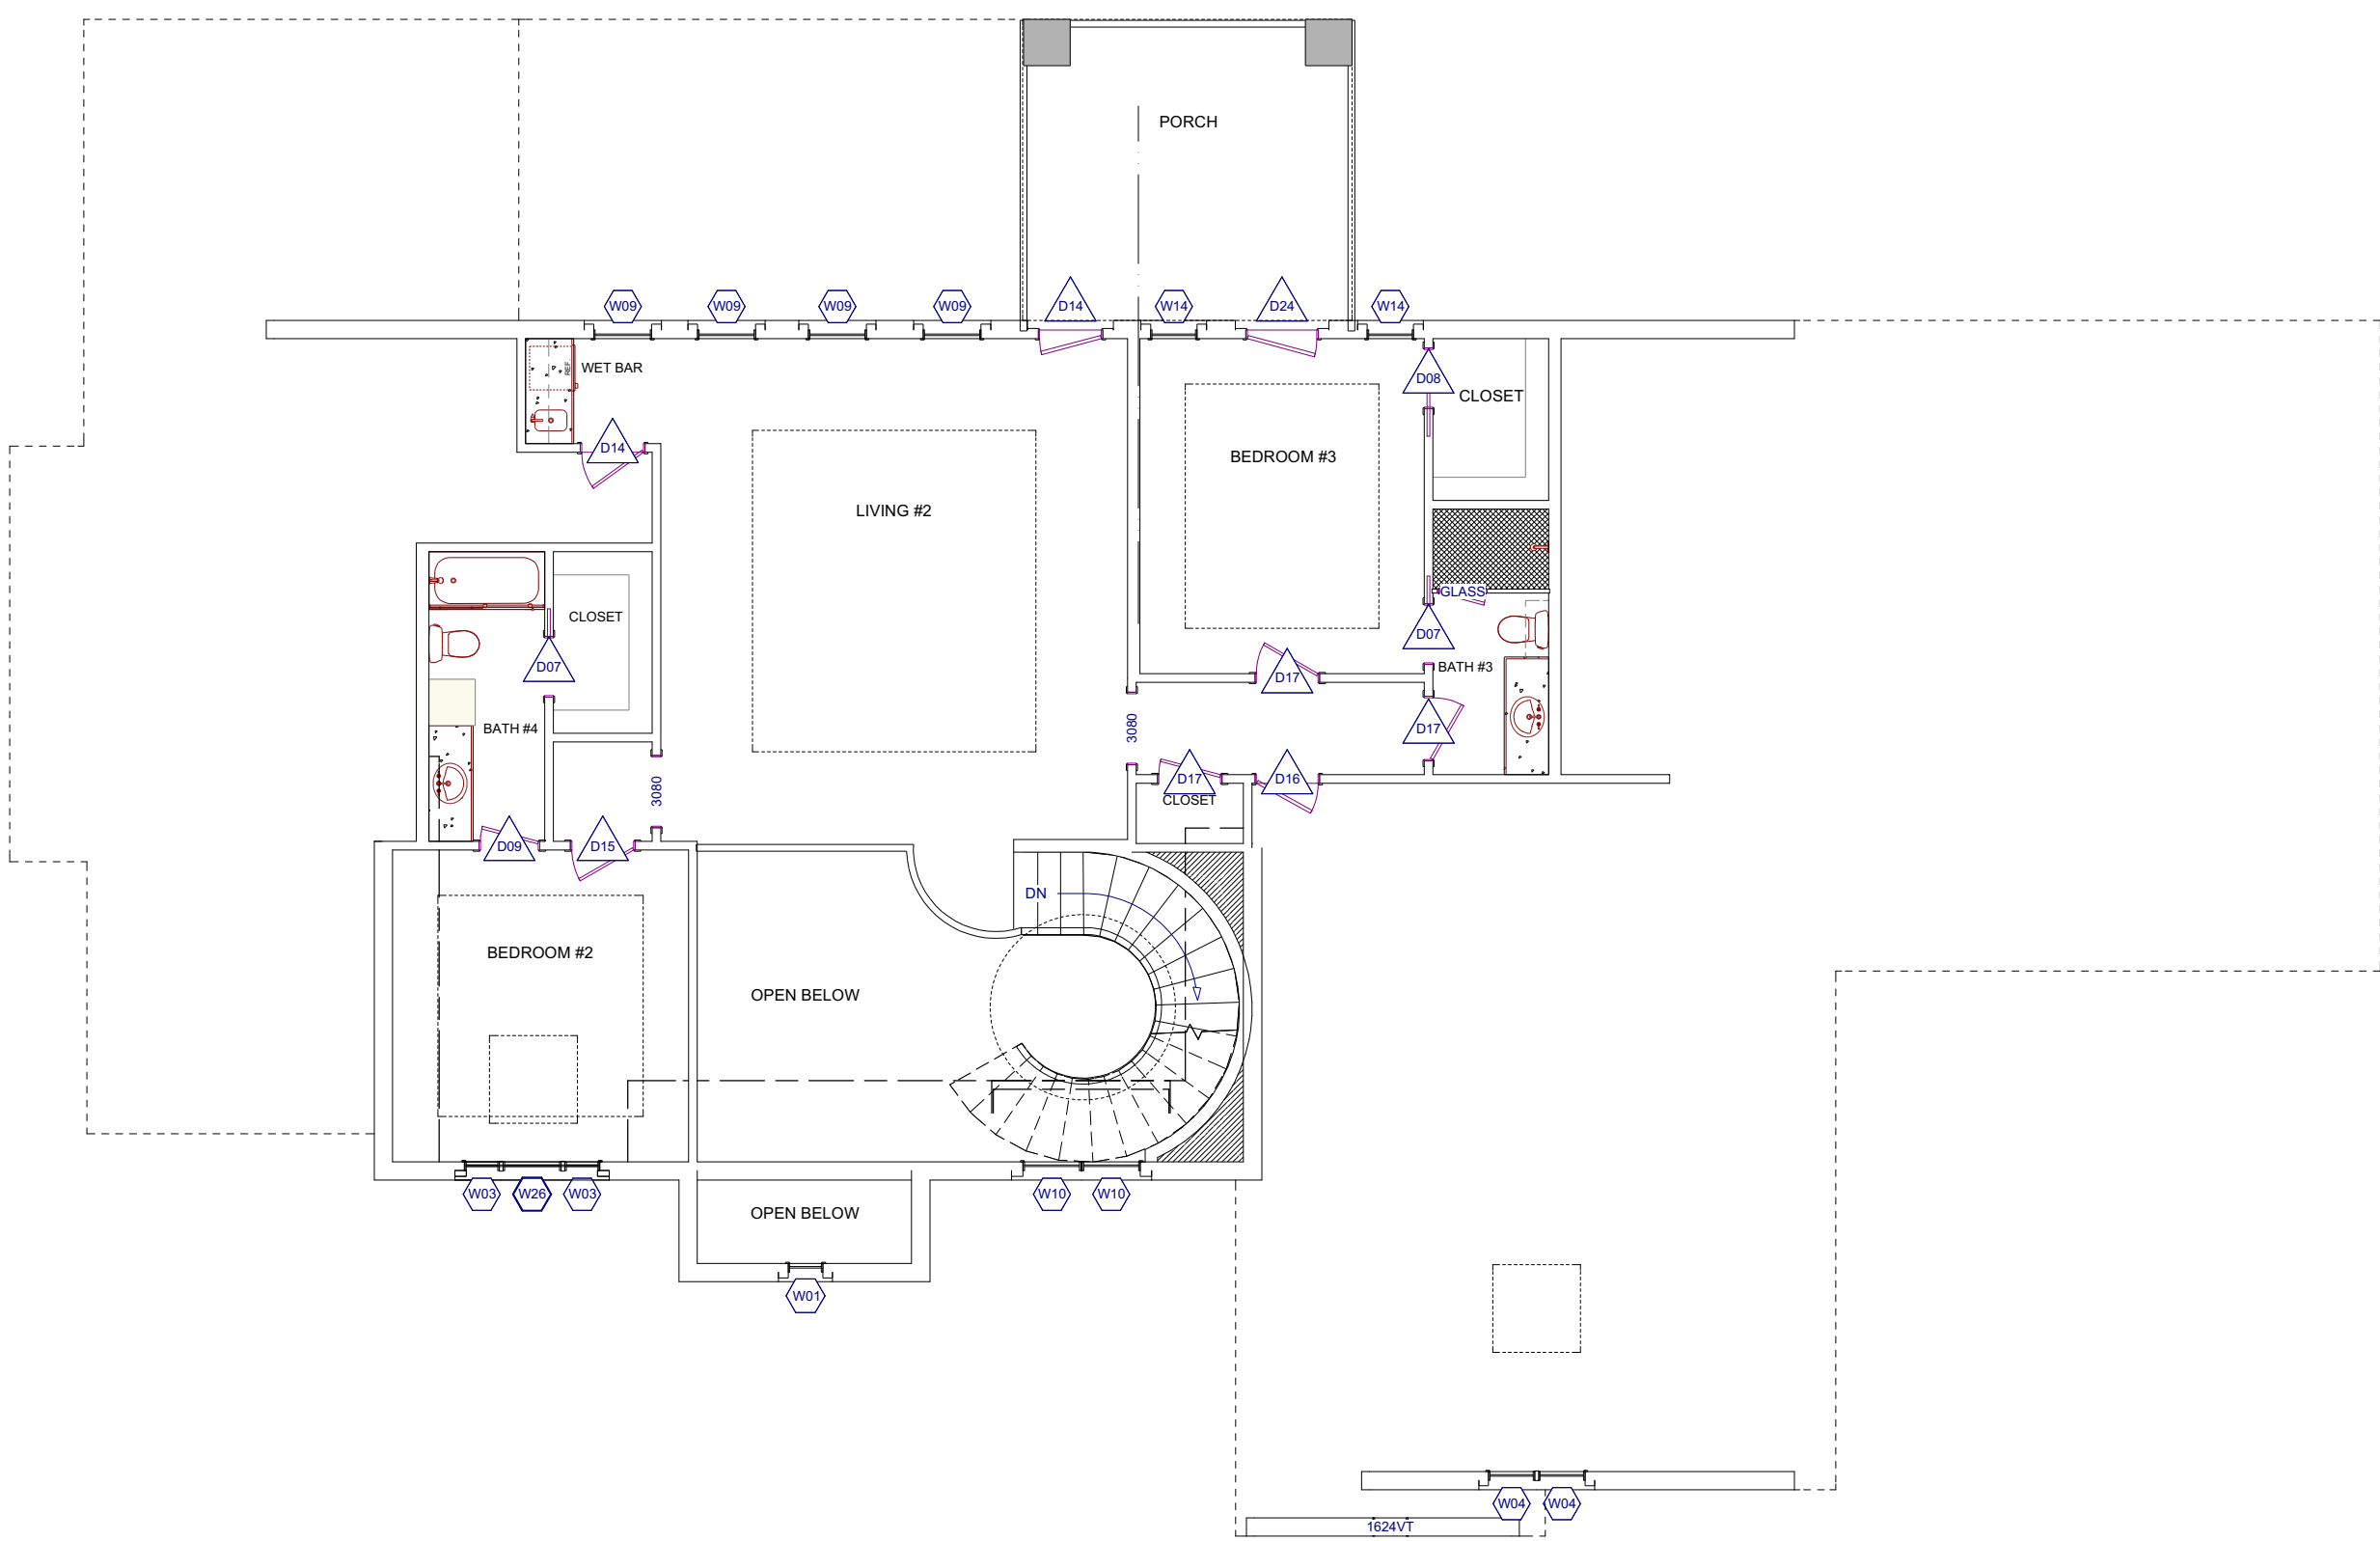 PORCH
W09
W09
W09
W09
D14
W14
D24
W14
REF
WET BAR
D08
CLOSET
D14
BEDROOM #3
LIVING #2
GLASS
CLOSET
D07
D07
BATH #3
D17
D17
BATH #4
3080
3080
D17
D16
CLOSET
D09
D15
DN
BEDROOM #2
OPEN BELOW
W03
W26
W03
W10
W10
OPEN BELOW
W01
W04
W04
1624VT